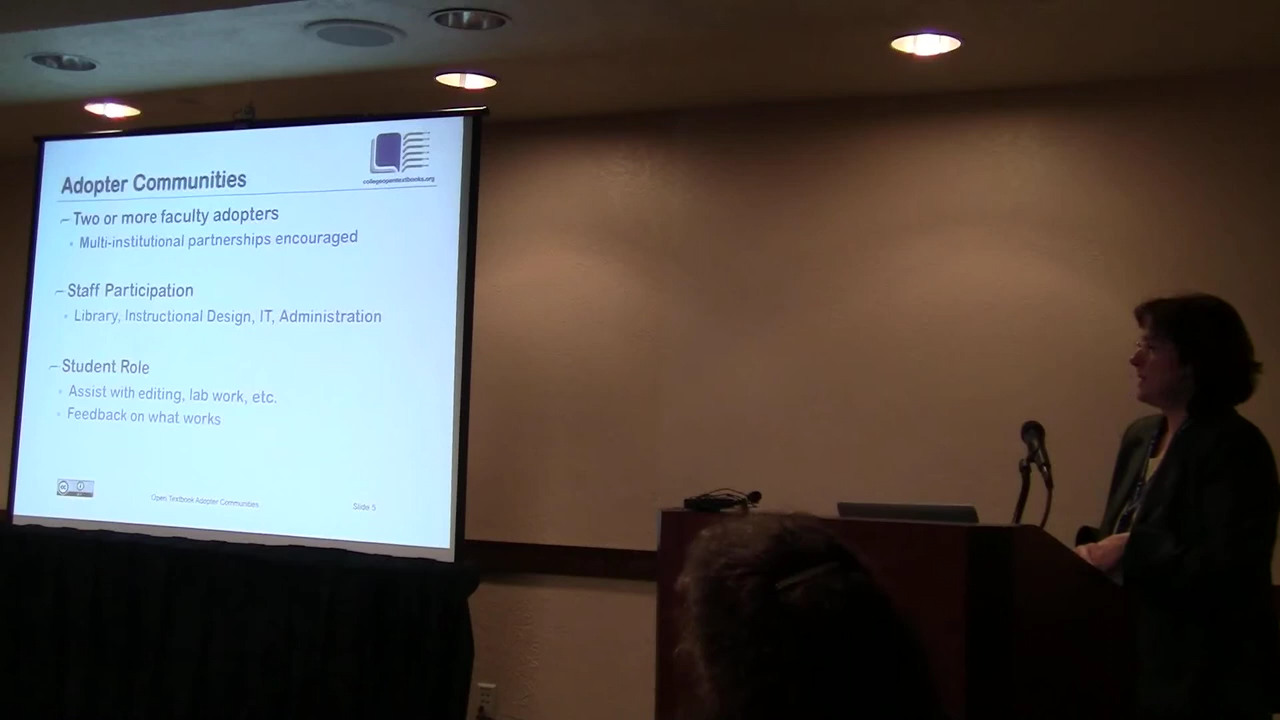 collegeopentextbooks.org
Adopter Communities
– Two or more faculty adopters
• Multi-institutional partnerships encouraged
– Staff Participation
• Library, Instructional Design, IT, Administration
– Student Role
• Assist with editing, lab work, etc.
• Feedback on what works
cc
Open Textbook Adopter Communities
Slide 5